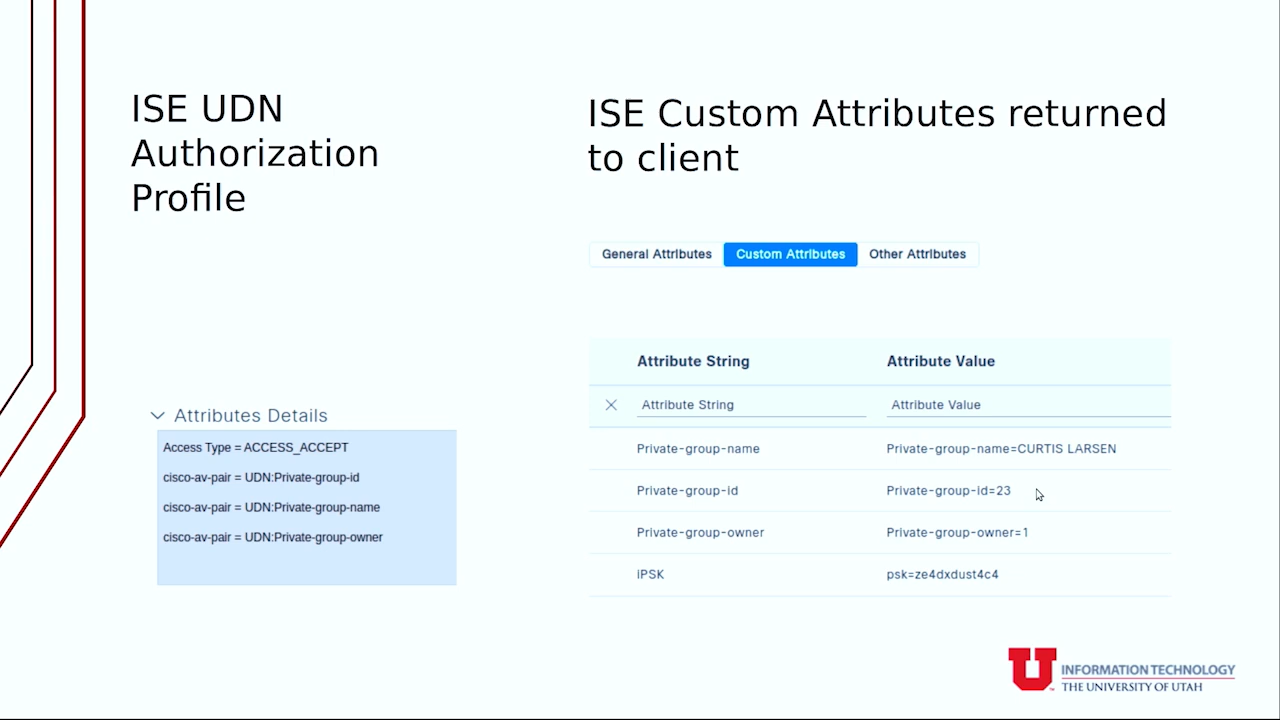 ISE UDN
Authorization
Profile
ISE Custom Attributes returned
to client
General Attributes Custom Attributes Other Attributes
Attributes Details
Access Type = ACCESS_ACCEPT
cisco-av-pair = UDN:Private-group-id
cisco-av-pair = UDN:Private-group-name
cisco-av-pair = UDN:Private-group-owner
Attribute String Attribute Value
Attribute String Attribute Value
Private-group-name Private-group-name=CURTIS LARSEN
Private-group-id Private-group-id=23
Private-group-owner Private-group-owner=1
iPSK psk=ze4dxdust4c4
U INFORMATION TECHNOLOGY
THE UNIVERSITY OF UTAH